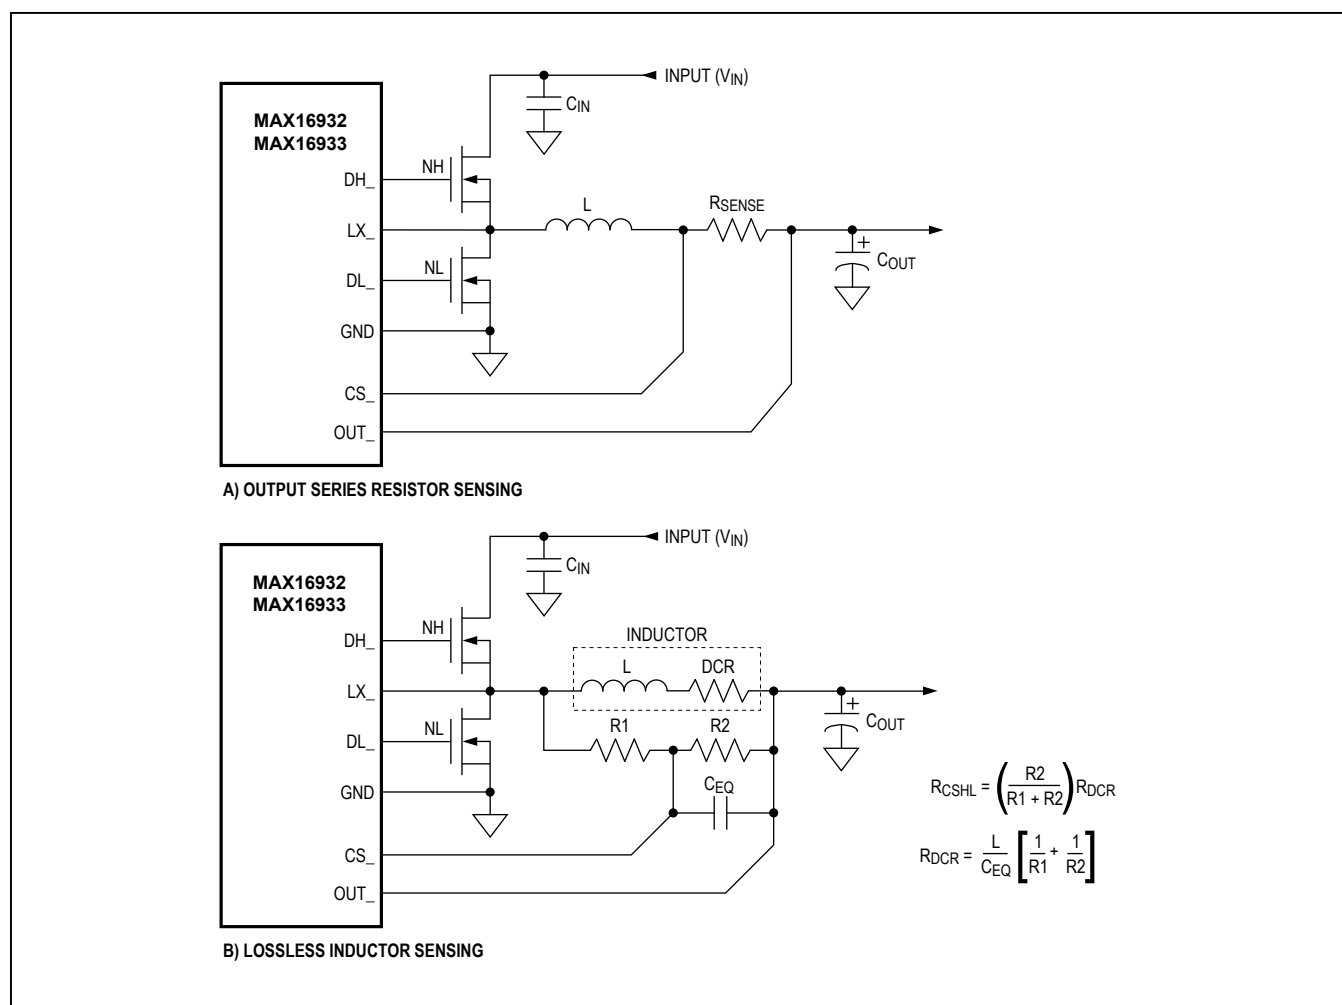 INPUT (VIN)
CIN
MAX16932
MAX16933
NH
DH_
L
RSENSE
LX_
NL
DL_
+
COUT
GND
CS_
OUT_
A) OUTPUT SERIES RESISTOR SENSING
INPUT (VIN)
CIN
MAX16932
MAX16933
NH
DH_
INDUCTOR
L DCR
LX_
NL
DL_
R1 R2
+
COUT
CEQ
GND
CS_
OUT_
RCSHL = (R2 / R1 + R2) RDCR
RDCR = L / CEQ [1 / R1 + 1 / R2]
B) LOSSLESS INDUCTOR SENSING